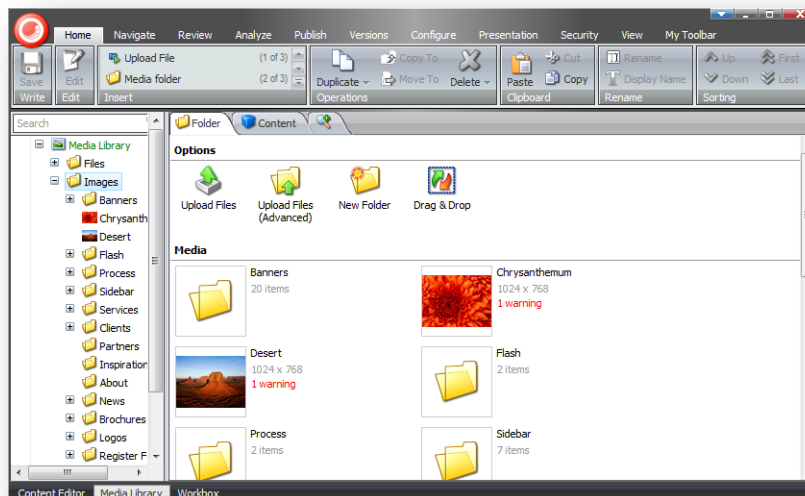 Home Navigate Review Analyze Publish Versions Configure Presentation Security View My Toolbar
Save Edit Upload File (1 of 3) Duplicate Copy To Delete Paste Cut Rename Up First
Media folder (2 of 3) Move To Copy Display Name Down Last
Write Edit Insert Operations Clipboard Rename Sorting
Search
Folder Content
Media Library
Files
Images
Banners
Chrysanth
Desert
Flash
Process
Sidebar
Services
Clients
Partners
Inspiration
About
News
Brochures
Logos
Register F
Options
Upload Files
Upload Files
(Advanced)
New Folder
Drag & Drop
Media
Banners
20 items
Chrysanthemum
1024 x 768
1 warning
Desert
1024 x 768
1 warning
Flash
2 items
Process
2 items
Sidebar
7 items
Content Editor Media Library Workbox